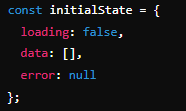 const initialState = {
loading: false,
data: [],
error: null
};